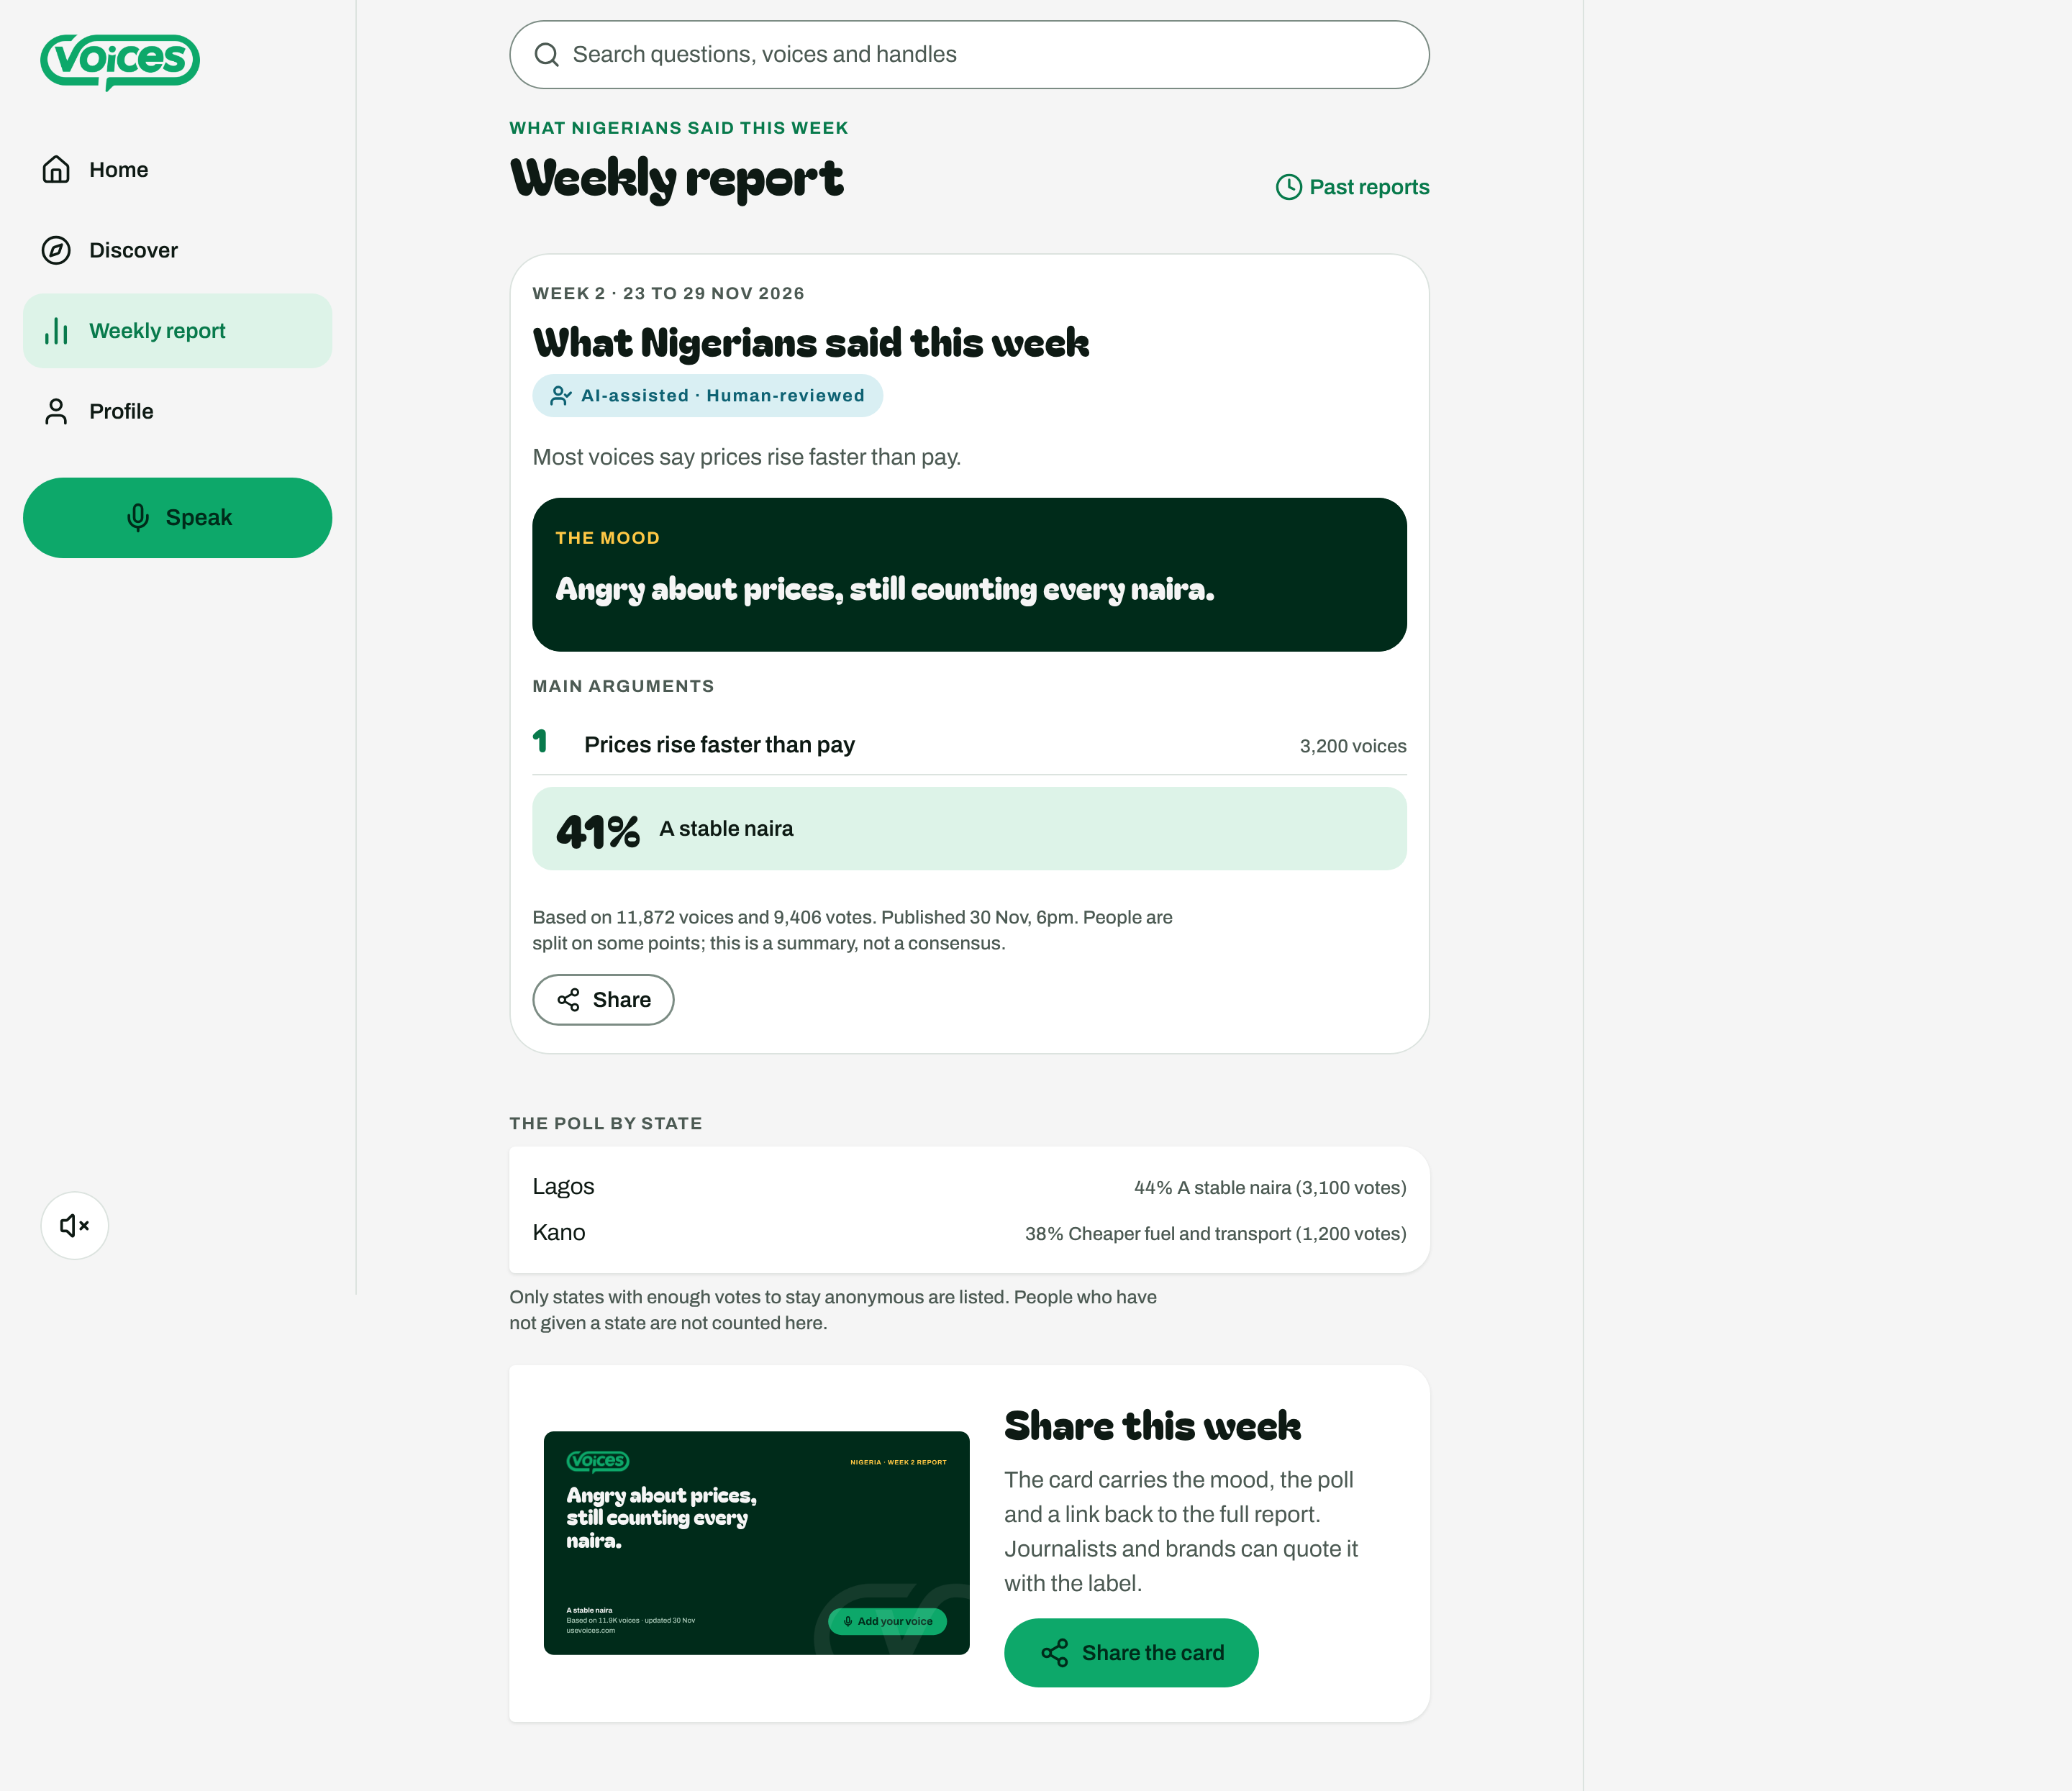 voices
Home
Discover
Weekly report
Profile
Speak
Search questions, voices and handles
WHAT NIGERIANS SAID THIS WEEK
Weekly report
Past reports
WEEK 2 · 23 TO 29 NOV 2026
What Nigerians said this week
AI-assisted · Human-reviewed
Most voices say prices rise faster than pay.
THE MOOD
Angry about prices, still counting every naira.
MAIN ARGUMENTS
1 Prices rise faster than pay 3,200 voices
41% A stable naira
Based on 11,872 voices and 9,406 votes. Published 30 Nov, 6pm. People are
split on some points; this is a summary, not a consensus.
Share
THE POLL BY STATE
Lagos 44% A stable naira (3,100 votes)
Kano 38% Cheaper fuel and transport (1,200 votes)
Only states with enough votes to stay anonymous are listed. People who have
not given a state are not counted here.
voices
NIGERIA · WEEK 2 REPORT
Angry about prices,
still counting every
naira.
A stable naira
Based on 11.9K voices · updated 30 Nov
usevoices.com
Add your voice
Share this week
The card carries the mood, the poll
and a link back to the full report.
Journalists and brands can quote it
with the label.
Share the card